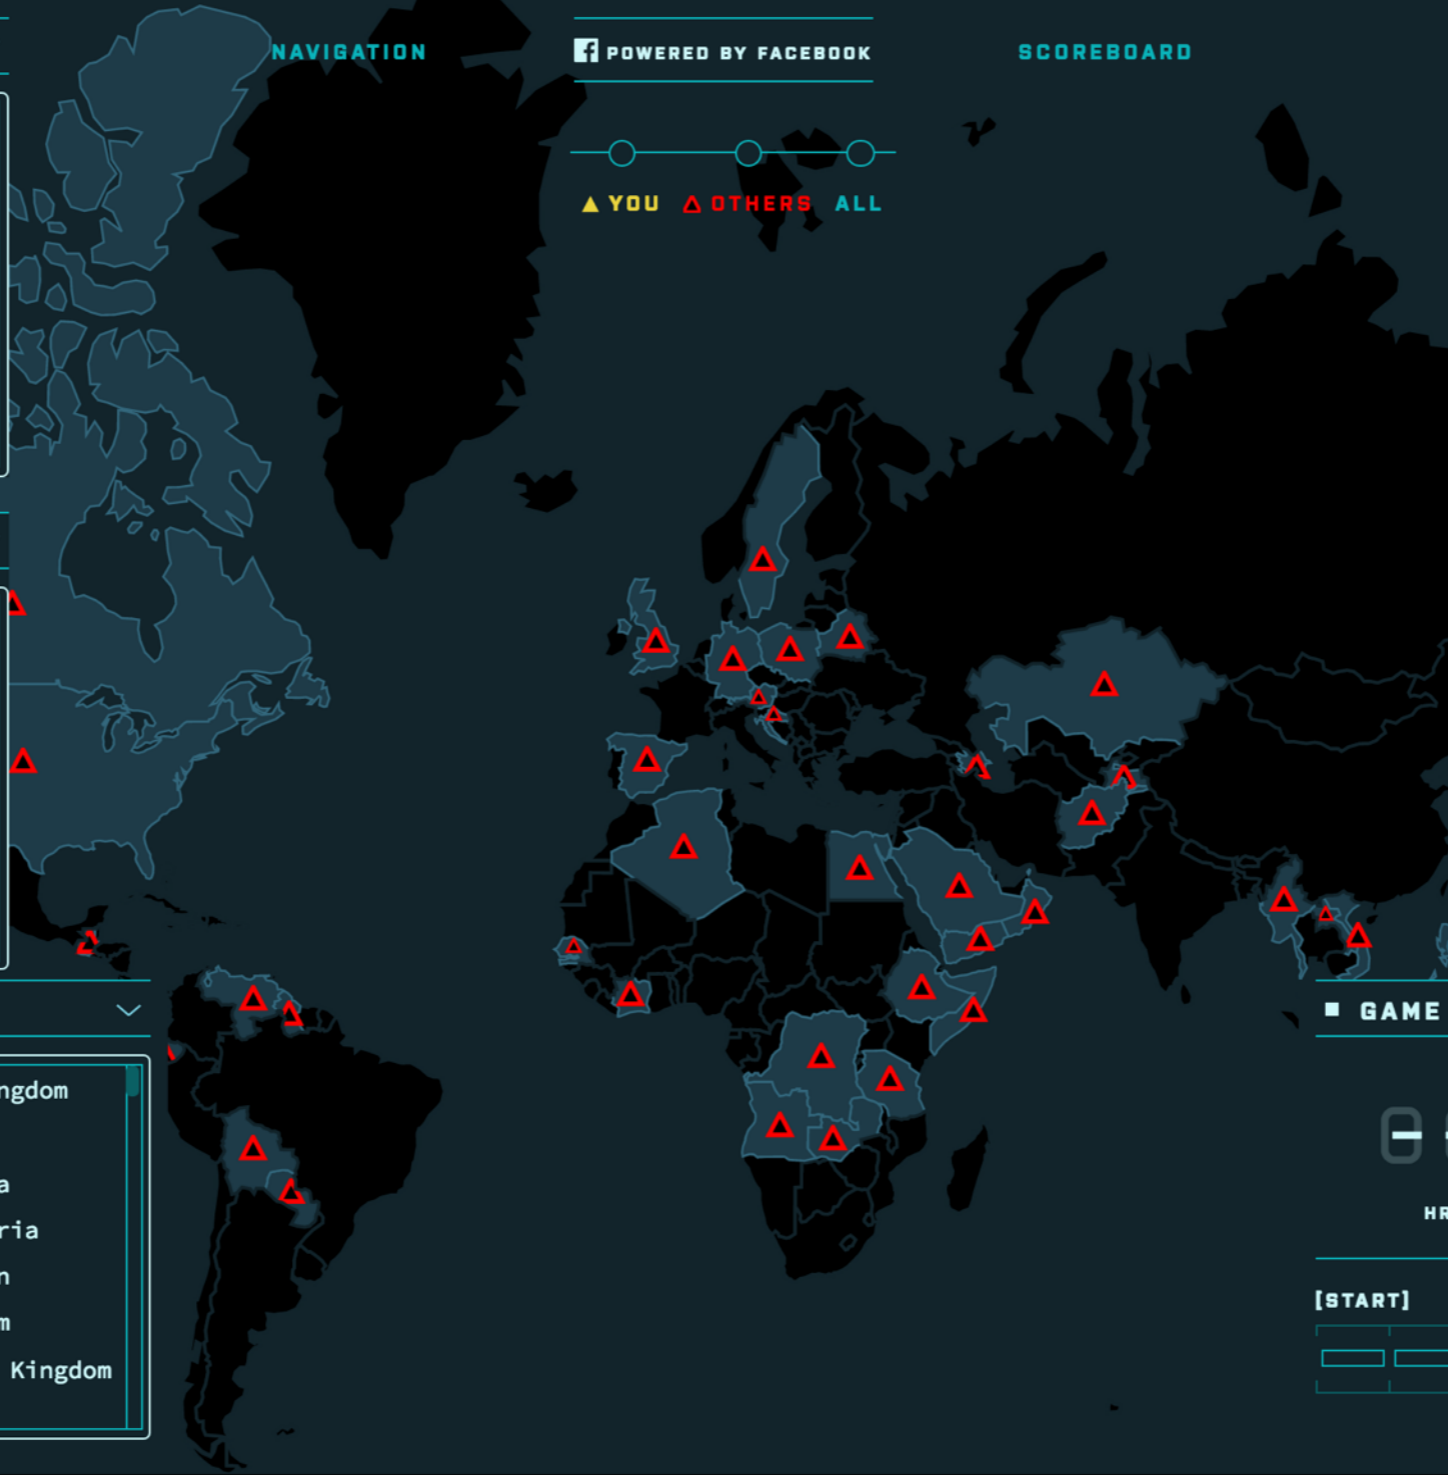 NAVIGATION
POWERED BY FACEBOOK
SCOREBOARD
YOU OTHERS ALL
ngdom
a
ria
n
m
Kingdom
GAME
HR
[START]